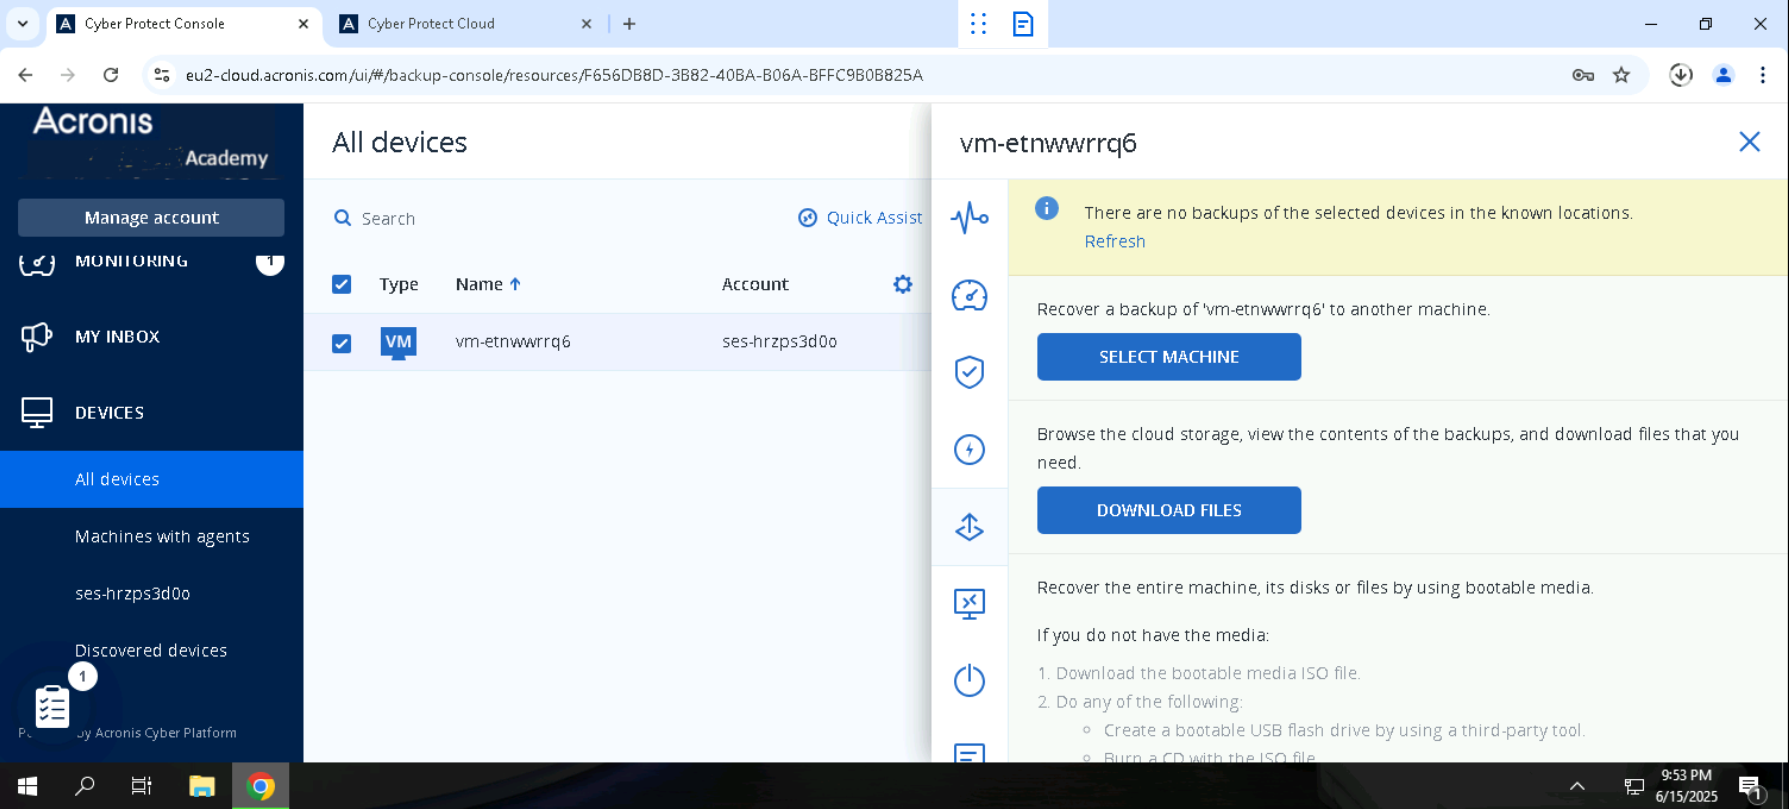 Cyber Protect Console
Cyber Protect Cloud
eu2-cloud.acronis.com/ui/#/backup-console/resources/F656DB8D-3B82-40BA-B06A-BFFC9B0B825A
Acronis
Academy
Manage account
MONITORING
1
MY INBOX
DEVICES
All devices
Machines with agents
ses-hrzps3d0o
Discovered devices
1
by Acronis Cyber Platform
All devices
Search
Quick Assist
Type Name Account
VM vm-etnwwrrq6 ses-hrzps3d0o
vm-etnwwrrq6
There are no backups of the selected devices in the known locations.
Refresh
Recover a backup of 'vm-etnwwrrq6' to another machine.
SELECT MACHINE
Browse the cloud storage, view the contents of the backups, and download files that you
need.
DOWNLOAD FILES
Recover the entire machine, its disks or files by using bootable media.
If you do not have the media:
1. Download the bootable media ISO file.
2. Do any of the following:
Create a bootable USB flash drive by using a third-party tool.
Burn a CD with the ISO file
9:53 PM
6/15/2025
1